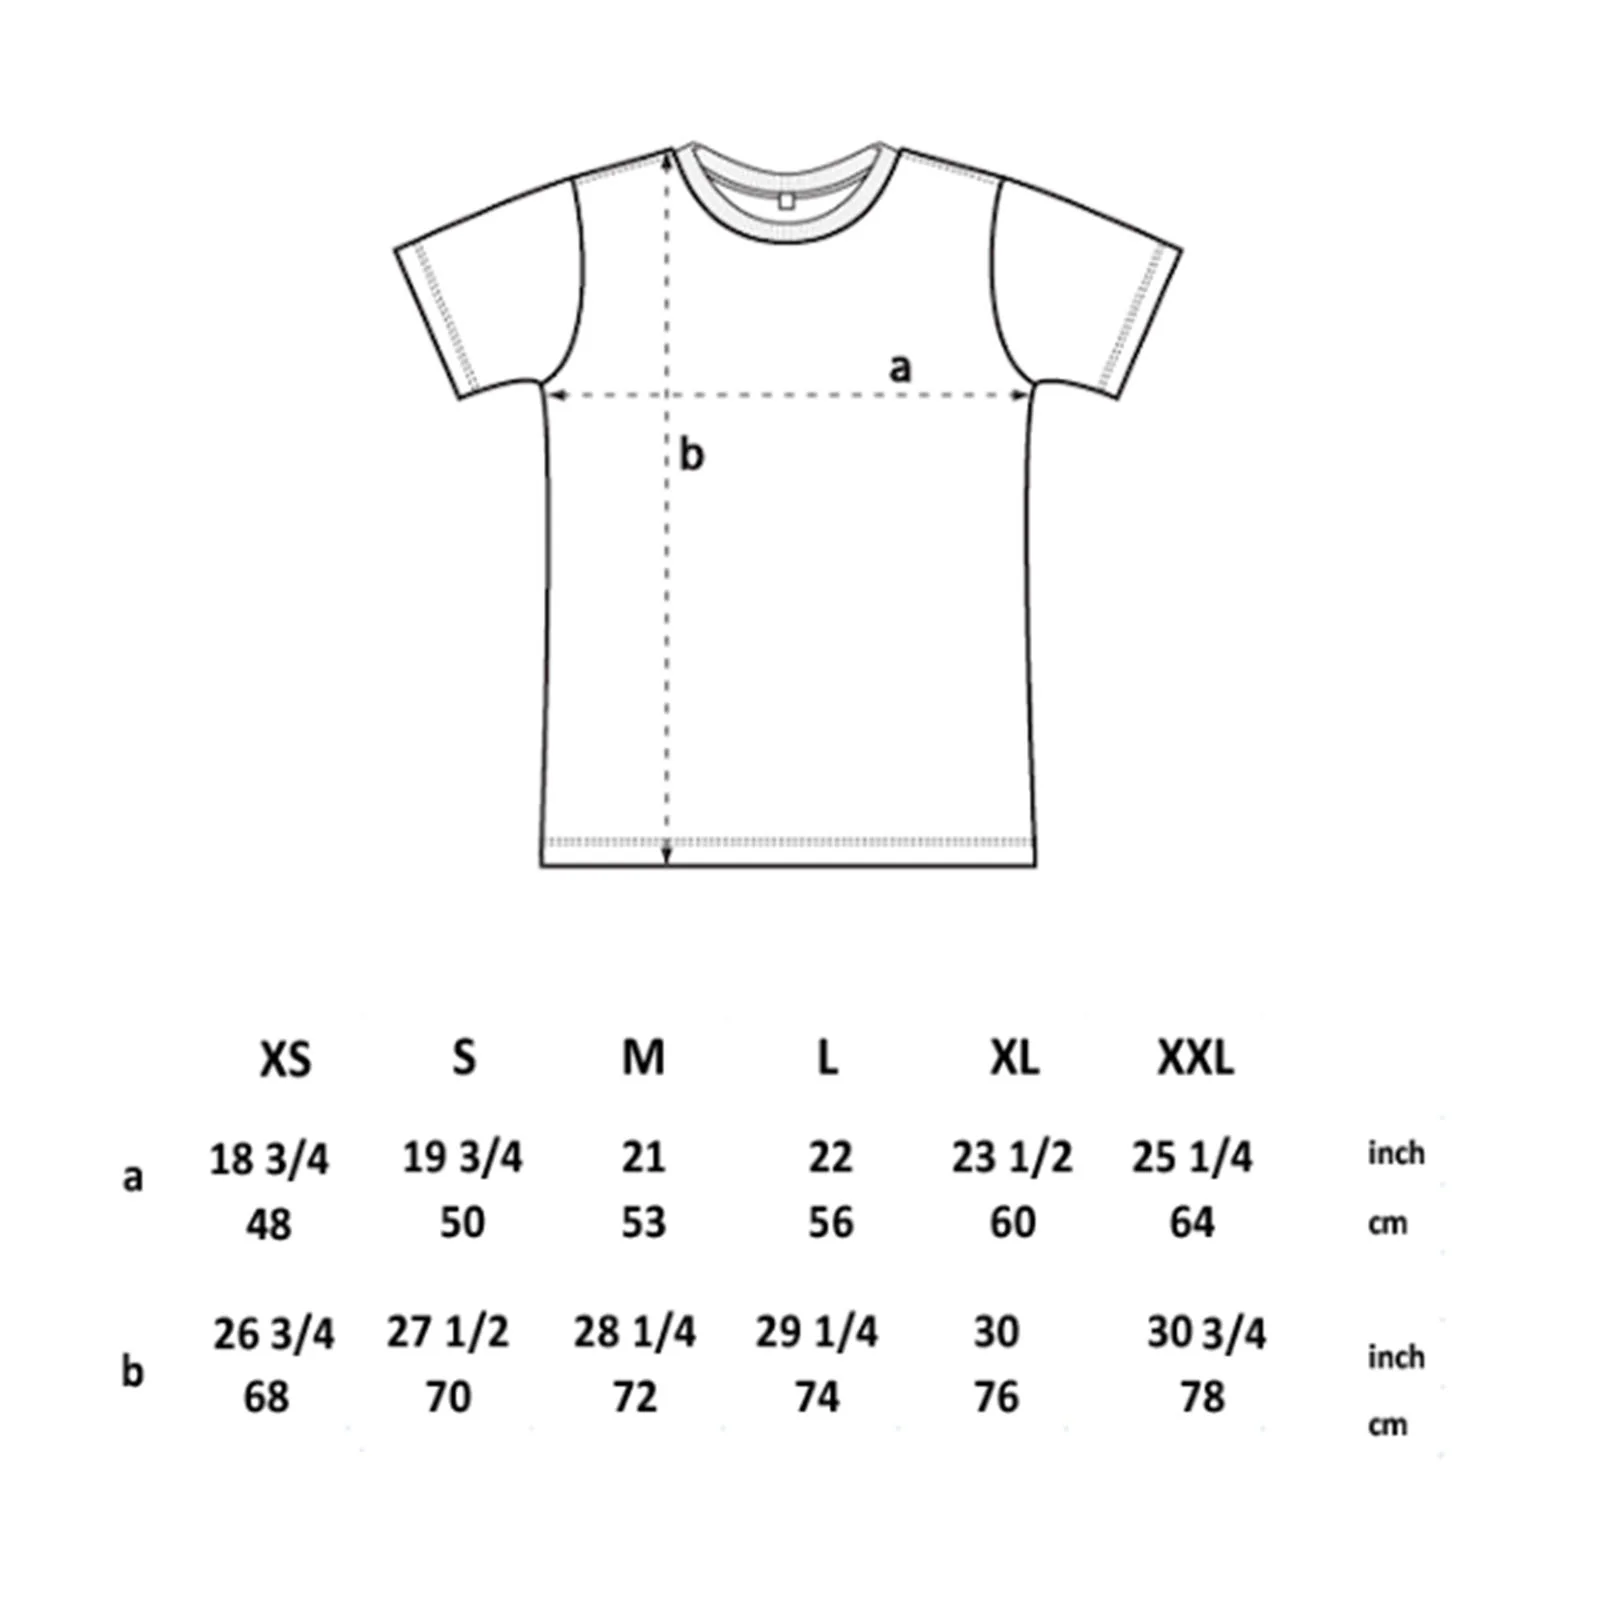 a
b
XS S M L XL XXL
18 3/4 19 3/4 21 22 23 1/2 25 1/4 inch
a
48 50 53 56 60 64 cm
26 3/4 27 1/2 28 1/4 29 1/4 30 30 3/4 inch
b
68 70 72 74 76 78 cm